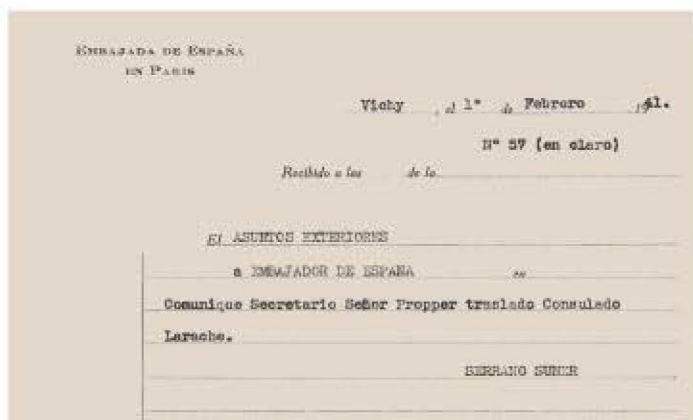 EMBAJADA DE ESPAÑA
EN PARIS
Vichy, el 1º de Febrero 1941.
Nº 57 (en claro)
Recibido a las de la
El ASUNTOS EXTERIORES
a EMBAJADOR DE ESPAÑA en
Comunique Secretario Señor Propper traslado Consulado
Larache.
SERRANO SUÑER